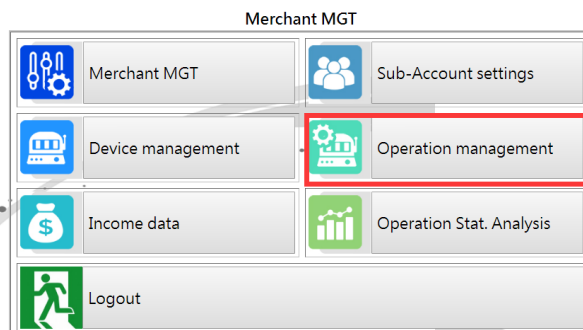 Merchant MGT
Merchant MGT
Sub-Account settings
Device management
Operation management
Income data
Operation Stat. Analysis
Logout